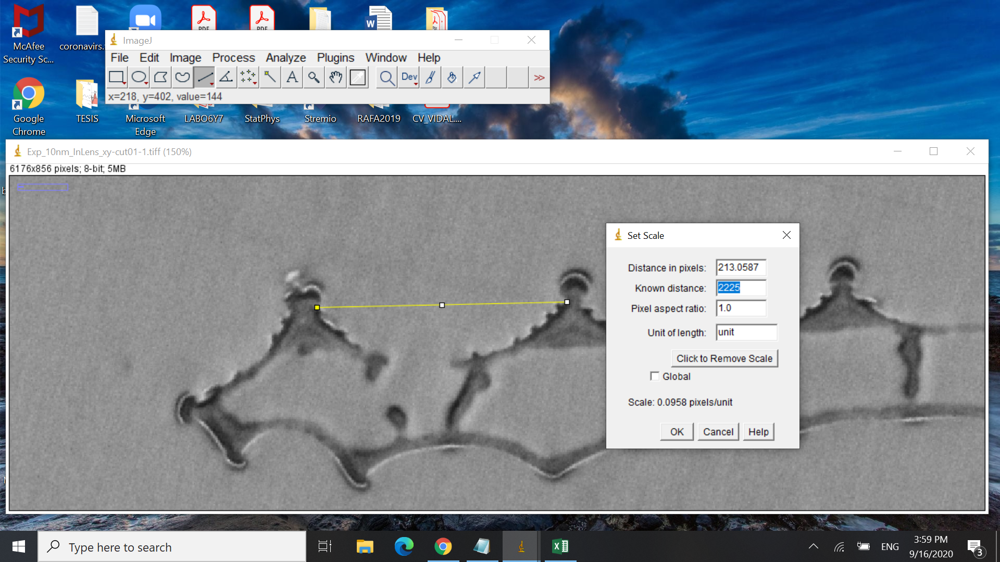 McAfee
Security Sc...
coronavirs.
PDF
PDF
W
ImageJ
File Edit Image Process Analyze Plugins Window Help
A Dev >>
x=218, y=402, value=144
Google
Chrome
TESIS
Microsoft
Edge
LABO6Y7
StatPhys
Stremio
RAFA2019
CV_VIDAL....
Exp_10nm_InLens_xy-cut01-1.tiff (150%)
6176x856 pixels; 8-bit; 5MB
Set Scale
Distance in pixels: 213.0587
Known distance: 2225
Pixel aspect ratio: 1.0
Unit of length: unit
Click to Remove Scale
Global
Scale: 0.0958 pixels/unit
OK Cancel Help
Type here to search
ENG
3:59 PM
9/16/2020
3